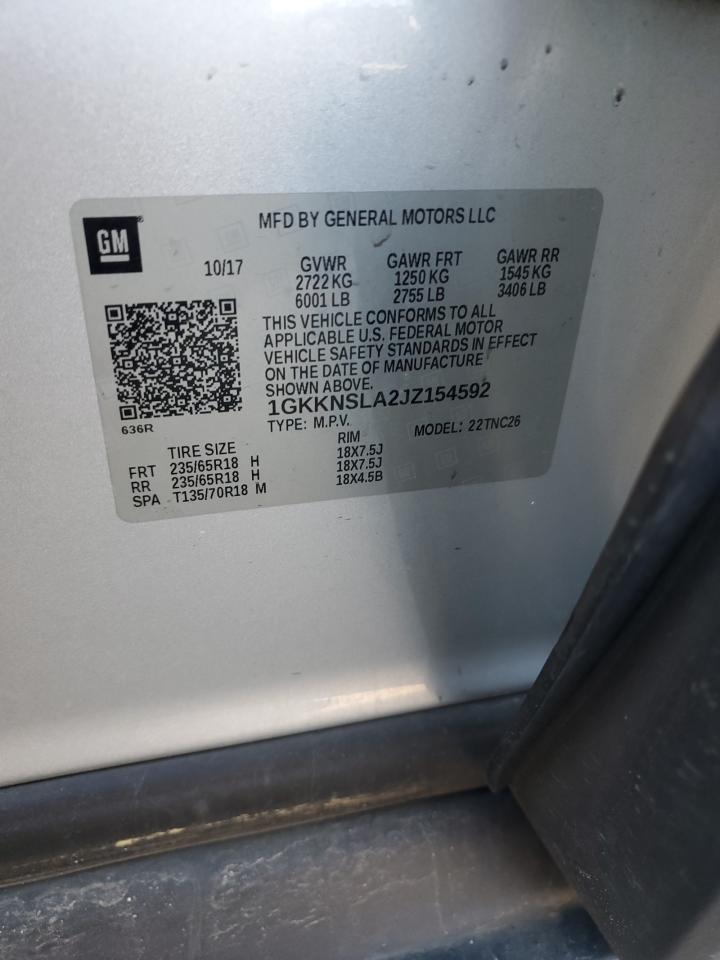 GM
MFD BY GENERAL MOTORS LLC
10/17
GVWR
2722 KG
6001 LB
GAWR FRT
1250 KG
2755 LB
GAWR RR
1545 KG
3406 LB
THIS VEHICLE CONFORMS TO ALL
APPLICABLE U.S. FEDERAL MOTOR
VEHICLE SAFETY STANDARDS IN EFFECT
ON THE DATE OF MANUFACTURE
SHOWN ABOVE.
1GKKNSLA2JZ154592
TYPE: M.P.V. MODEL: 22TNC26
636R
TIRE SIZE RIM
FRT 235/65R18 H 18X7.5J
RR 235/65R18 H 18X7.5J
SPA T135/70R18 M 18X4.5B